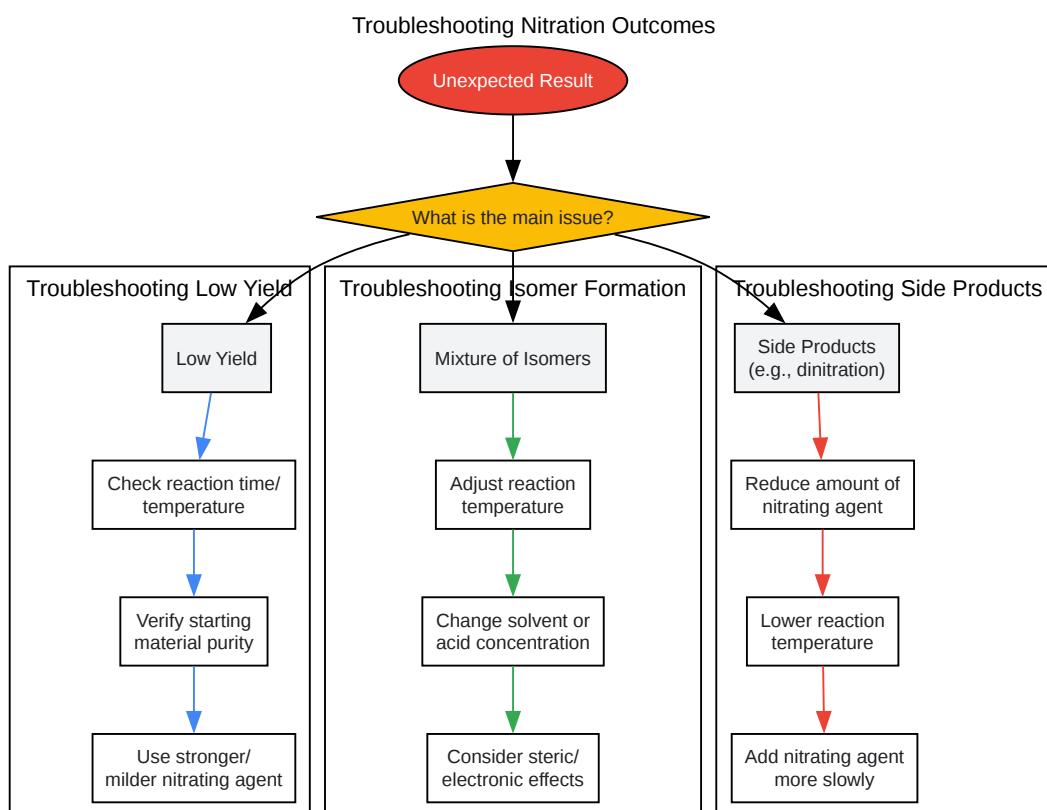 Troubleshooting Nitration Outcomes
Unexpected Result
What is the main issue?
Troubleshooting Low Yield
Low Yield
Check reaction time/
temperature
Verify starting
material purity
Use stronger/
milder nitrating agent
Troubleshooting Isomer Formation
Mixture of Isomers
Adjust reaction
temperature
Change solvent or
acid concentration
Consider steric/
electronic effects
Troubleshooting Side Products
Side Products
(e.g., dinitration)
Reduce amount of
nitrating agent
Lower reaction
temperature
Add nitrating agent
more slowly